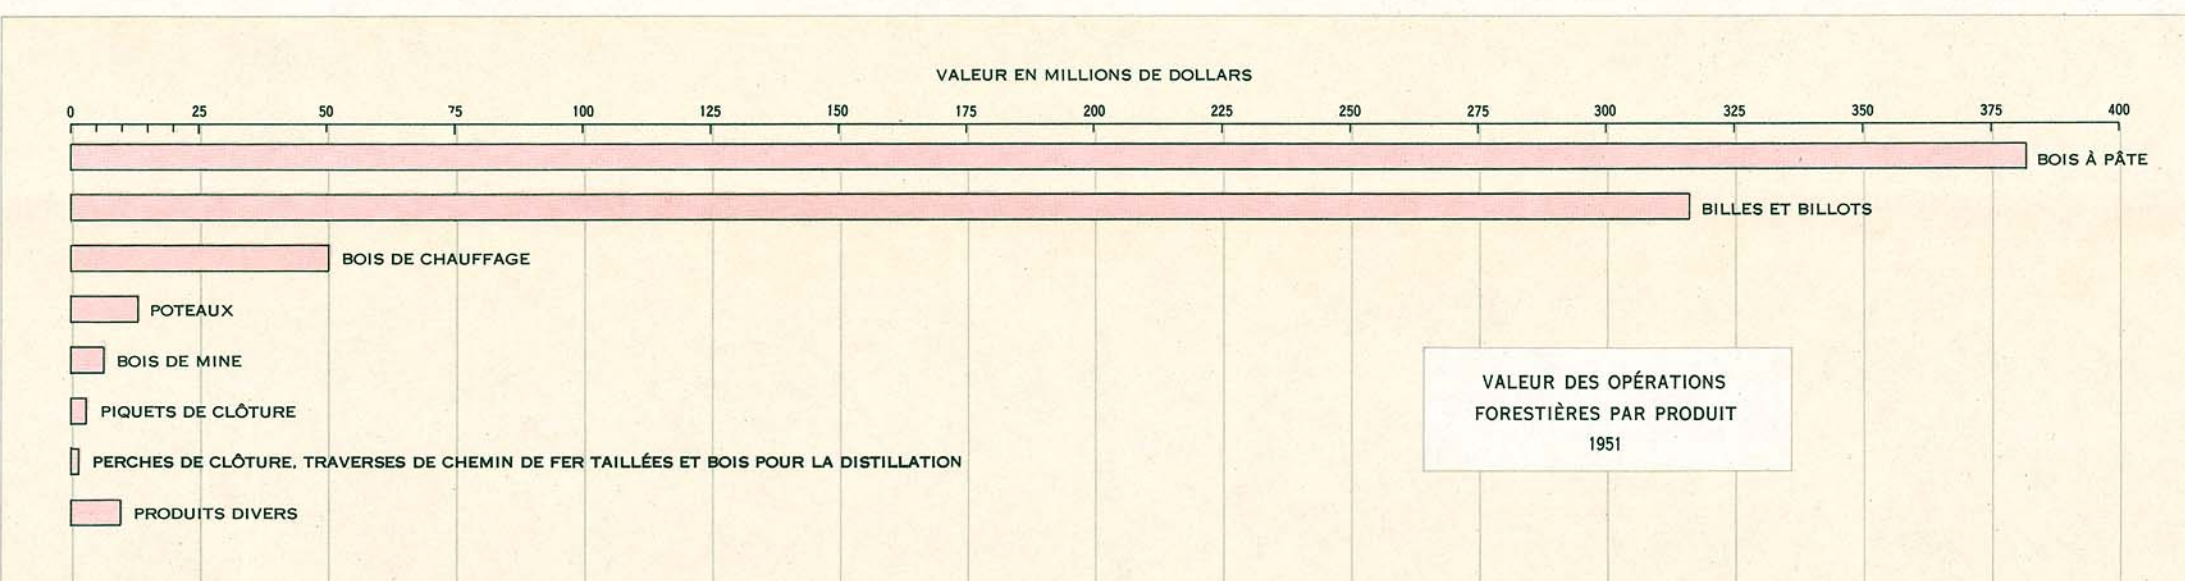 VALEUR EN MILLIONS DE DOLLARS
0 25 50 75 100 125 150 175 200 225 250 275 300 325 350 375 400
BOIS À PÂTE
BILLES ET BILLOTS
BOIS DE CHAUFFAGE
POTEAUX
BOIS DE MINE
PIQUETS DE CLÔTURE
PERCHES DE CLÔTURE, TRAVERSES DE CHEMIN DE FER TAILLÉES ET BOIS POUR LA DISTILLATION
PRODUITS DIVERS
VALEUR DES OPÉRATIONS
FORESTIÈRES PAR PRODUIT
1951